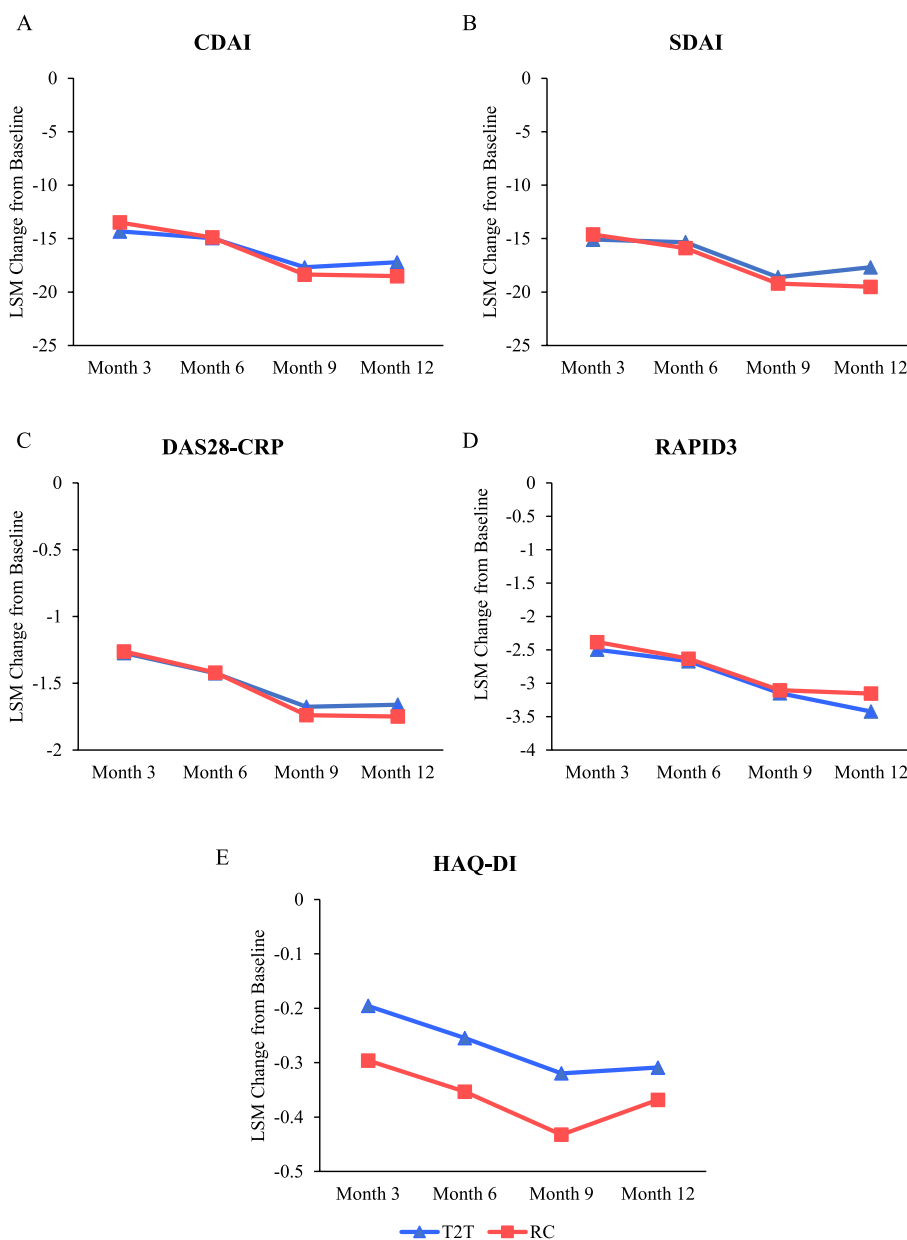 A
CDAI
LSM Change from Baseline
0
-5
-10
-15
-20
-25
Month 3 Month 6 Month 9 Month 12
B
SDAI
LSM Change from Baseline
0
-5
-10
-15
-20
-25
Month 3 Month 6 Month 9 Month 12
C
DAS28-CRP
LSM Change from Baseline
0
-0.5
-1
-1.5
-2
Month 3 Month 6 Month 9 Month 12
D
RAPID3
LSM Change from Baseline
0
-0.5
-1
-1.5
-2
-2.5
-3
-3.5
-4
Month 3 Month 6 Month 9 Month 12
E
HAQ-DI
LSM Change from Baseline
0
-0.1
-0.2
-0.3
-0.4
-0.5
Month 3 Month 6 Month 9 Month 12
T2T RC